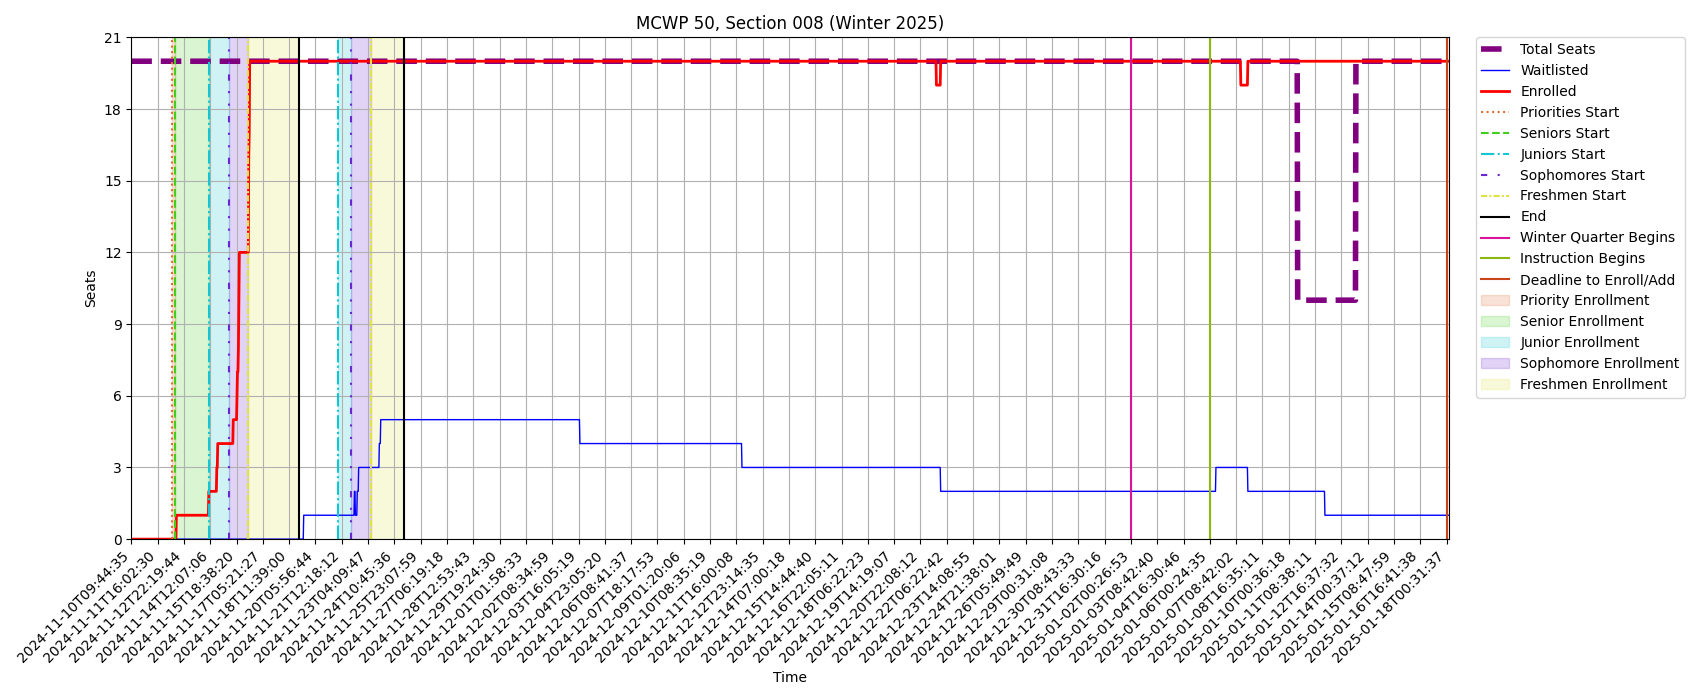 MCWP 50, Section 008 (Winter 2025)
21
18
15
12
9
6
3
0
Seats
2024-11-10T09:44:35
2024-11-11T16:02:30
2024-11-12T22:19:44
2024-11-14T12:07:06
2024-11-15T18:38:20
2024-11-17T05:21:27
2024-11-18T11:39:00
2024-11-20T05:56:44
2024-11-21T12:18:12
2024-11-23T04:09:47
2024-11-24T10:45:36
2024-11-25T23:07:59
2024-11-27T06:19:18
2024-11-28T12:53:43
2024-11-29T19:24:30
2024-12-01T01:58:33
2024-12-02T08:34:59
2024-12-03T16:05:19
2024-12-04T23:05:20
2024-12-06T08:41:37
2024-12-07T18:17:53
2024-12-09T01:20:06
2024-12-10T08:35:19
2024-12-11T16:00:08
2024-12-12T23:14:35
2024-12-14T07:00:18
2024-12-15T14:44:40
2024-12-16T22:05:11
2024-12-18T06:22:23
2024-12-19T14:19:07
2024-12-20T22:08:12
2024-12-22T06:22:42
2024-12-23T14:08:55
2024-12-24T21:38:01
2024-12-26T05:49:49
2024-12-29T00:31:08
2024-12-30T08:43:33
2024-12-31T16:30:16
2025-01-02T00:26:53
2025-01-03T08:42:40
2025-01-04T16:30:46
2025-01-06T00:24:35
2025-01-07T08:42:02
2025-01-08T16:35:11
2025-01-10T00:36:18
2025-01-11T08:38:11
2025-01-12T16:37:32
2025-01-14T00:37:12
2025-01-15T08:47:59
2025-01-16T16:41:38
2025-01-18T00:31:37
Time
Total Seats
Waitlisted
Enrolled
Priorities Start
Seniors Start
Juniors Start
Sophomores Start
Freshmen Start
End
Winter Quarter Begins
Instruction Begins
Deadline to Enroll/Add
Priority Enrollment
Senior Enrollment
Junior Enrollment
Sophomore Enrollment
Freshmen Enrollment